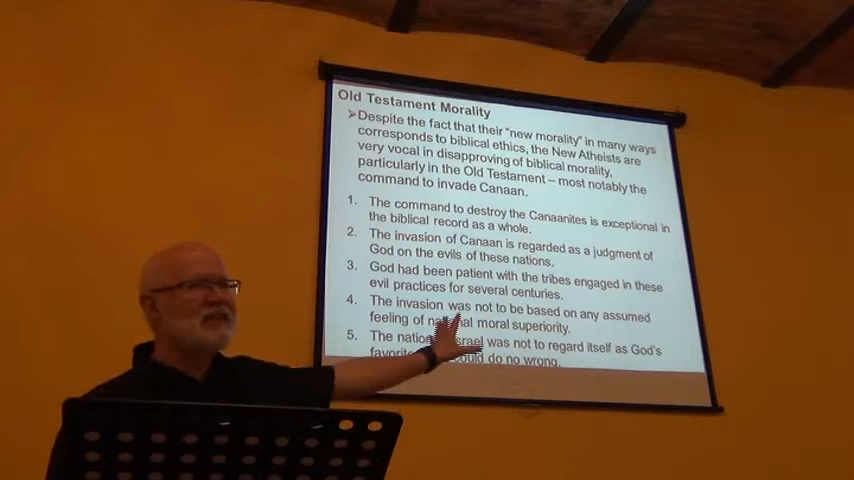 Old Testament Morality
➢Despite the fact that their "new morality" in many ways
corresponds to biblical ethics, the New Atheists are
very vocal in disapproving of biblical morality,
particularly in the Old Testament – most notably the
command to invade Canaan.
1. The command to destroy the Canaanites is exceptional in
the biblical record as a whole.
2. The invasion of Canaan is regarded as a judgment of
God on the evils of these nations.
3. God had been patient with the tribes engaged in these
evil practices for several centuries.
4. The invasion was not to be based on any assumed
feeling of national moral superiority.
5. The nation Israel was not to regard itself as God's
could do no wrong.